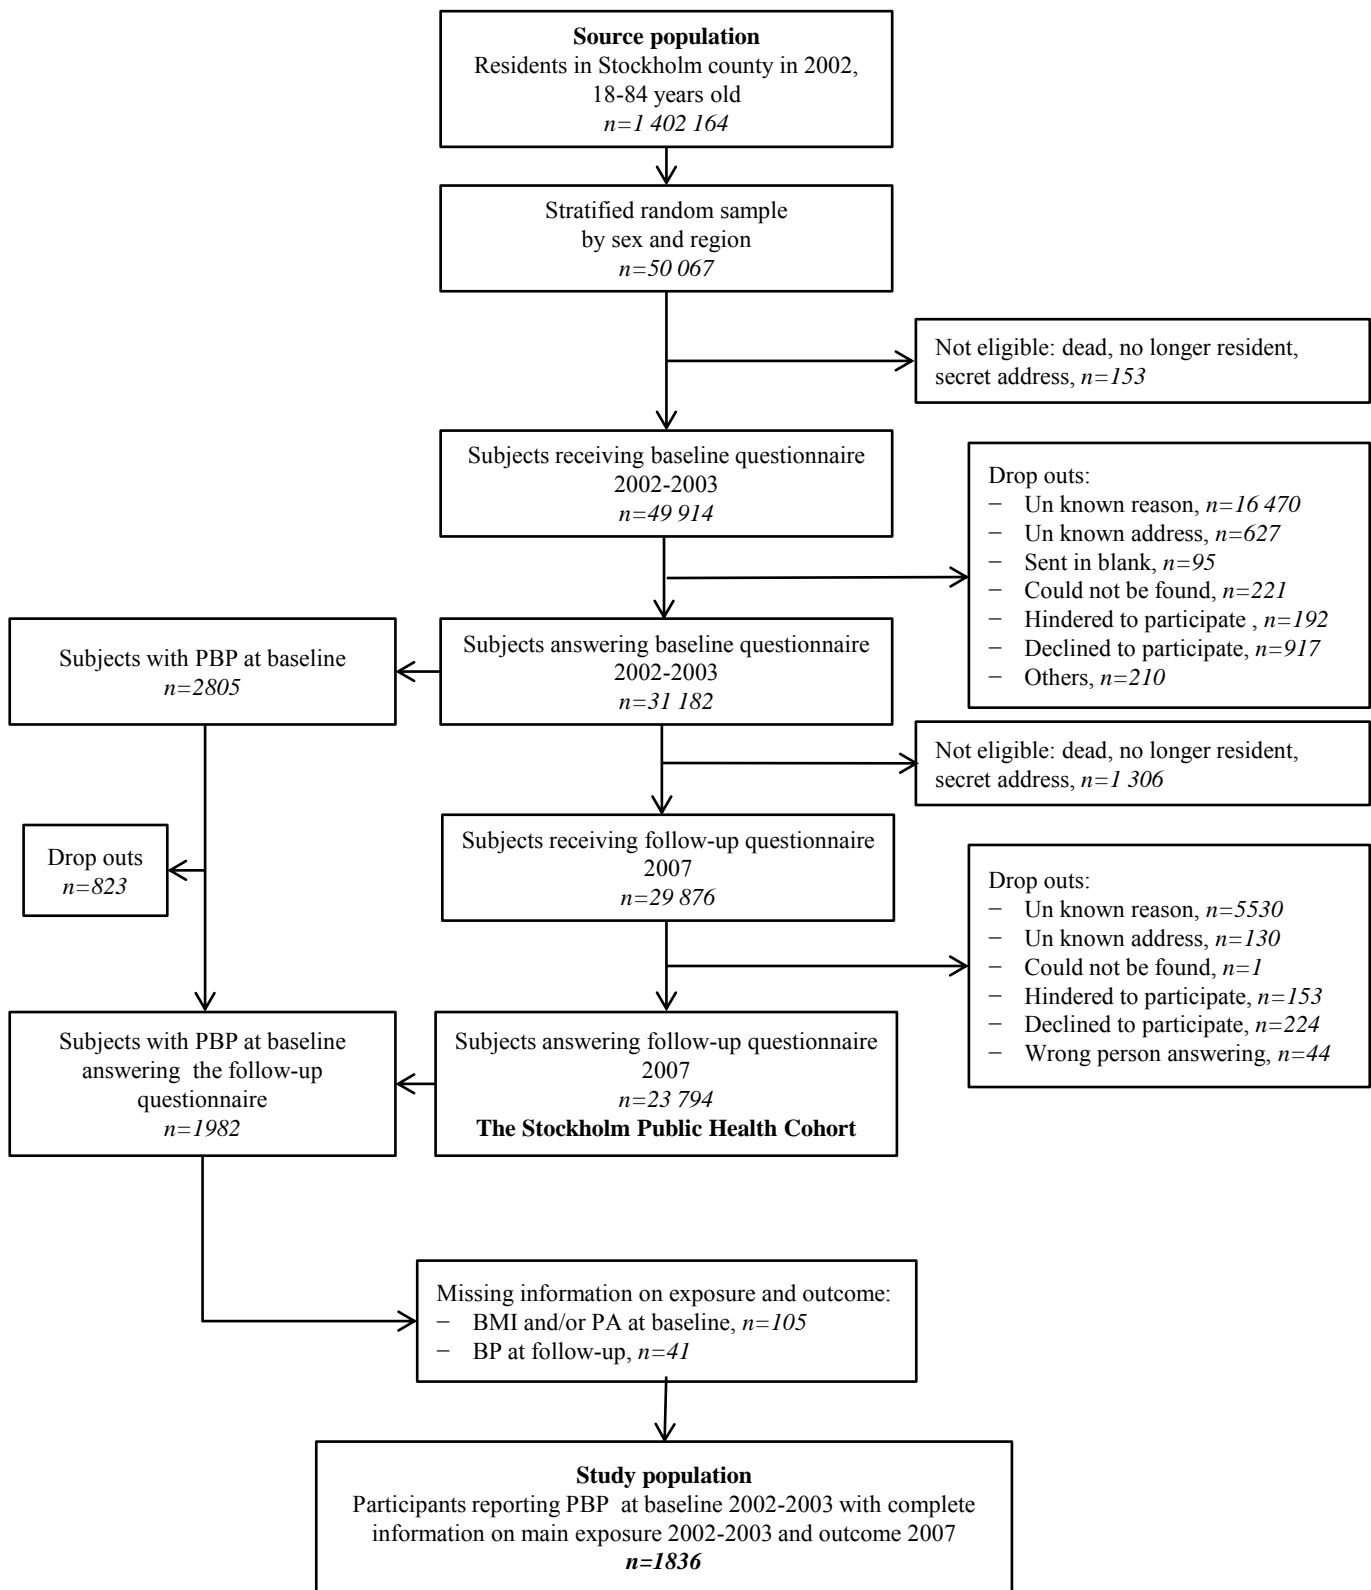 Source population
Residents in Stockholm county in 2002,
18-84 years old
n=1 402 164
Stratified random sample
by sex and region
n=50 067
Not eligible: dead, no longer resident,
secret address, n=153
Subjects receiving baseline questionnaire
2002-2003
n=49 914
Drop outs:
− Un known reason, n=16 470
− Un known address, n=627
− Sent in blank, n=95
− Could not be found, n=221
− Hindered to participate , n=192
− Declined to participate, n=917
− Others, n=210
Subjects with PBP at baseline
n=2805
Subjects answering baseline questionnaire
2002-2003
n=31 182
Not eligible: dead, no longer resident,
secret address, n=1 306
Drop outs
n=823
Subjects receiving follow-up questionnaire
2007
n=29 876
Drop outs:
− Un known reason, n=5530
− Un known address, n=130
− Could not be found, n=1
− Hindered to participate, n=153
− Declined to participate, n=224
− Wrong person answering, n=44
Subjects with PBP at baseline
answering the follow-up
questionnaire
n=1982
Subjects answering follow-up questionnaire
2007
n=23 794
The Stockholm Public Health Cohort
Missing information on exposure and outcome:
− BMI and/or PA at baseline, n=105
− BP at follow-up, n=41
Study population
Participants reporting PBP at baseline 2002-2003 with complete
information on main exposure 2002-2003 and outcome 2007
n=1836